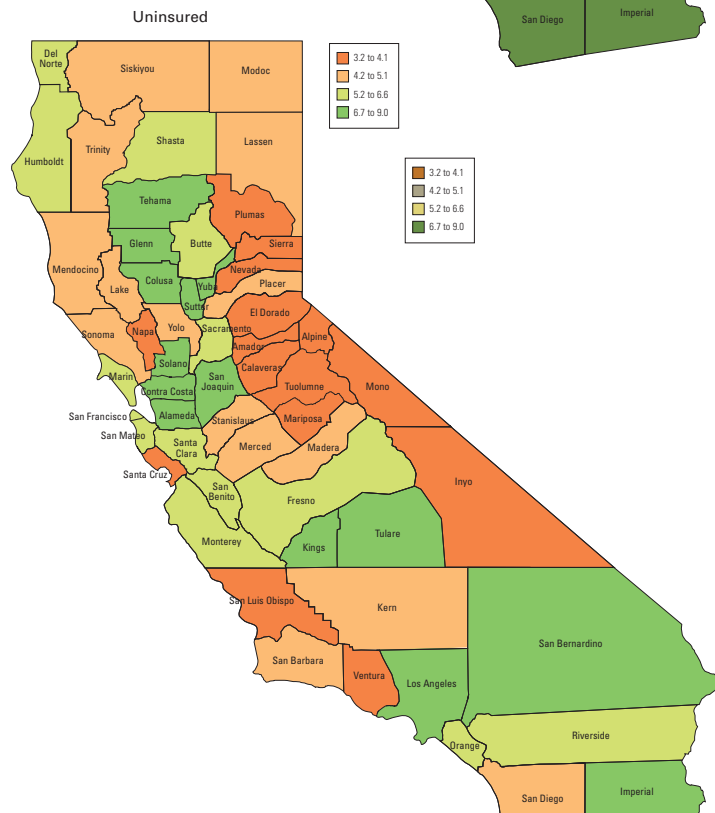 Uninsured
San Diego
Imperial
3.2 to 4.1
4.2 to 5.1
5.2 to 6.6
6.7 to 9.0
3.2 to 4.1
4.2 to 5.1
5.2 to 6.6
6.7 to 9.0
Del
Norte
Siskiyou
Modoc
Humboldt
Trinity
Shasta
Lassen
Tehama
Plumas
Glenn
Butte
Sierra
Mendocino
Lake
Colusa
Yuba
Nevada
Placer
Sutter
Sonoma
Napa
Yolo
Sacramento
El Dorado
Alpine
Amador
Solano
Marin
Contra Costa
San
Joaquin
Calaveras
Tuolumne
Mono
San Francisco
Alameda
Stanislaus
Mariposa
San Mateo
Santa
Clara
Merced
Madera
Santa Cruz
San
Benito
Fresno
Inyo
Monterey
Kings
Tulare
San Luis Obispo
Kern
San Bernardino
San Barbara
Ventura
Los Angeles
Orange
Riverside
San Diego
Imperial